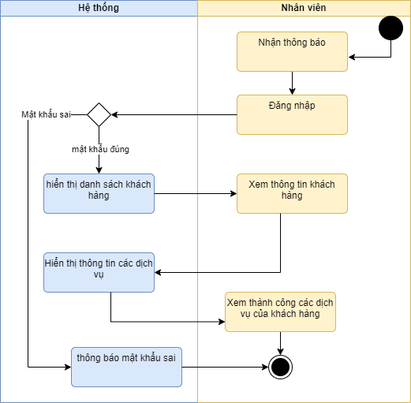 Hệ thống
Nhân viên
Nhận thông báo
Đăng nhập
Mật khẩu sai
mật khẩu đúng
hiển thị danh sách khách
hàng
Xem thông tin khách
hàng
Hiển thị thông tin các dịch
vụ
Xem thành công các dịch
vụ của khách hàng
thông báo mật khẩu sai